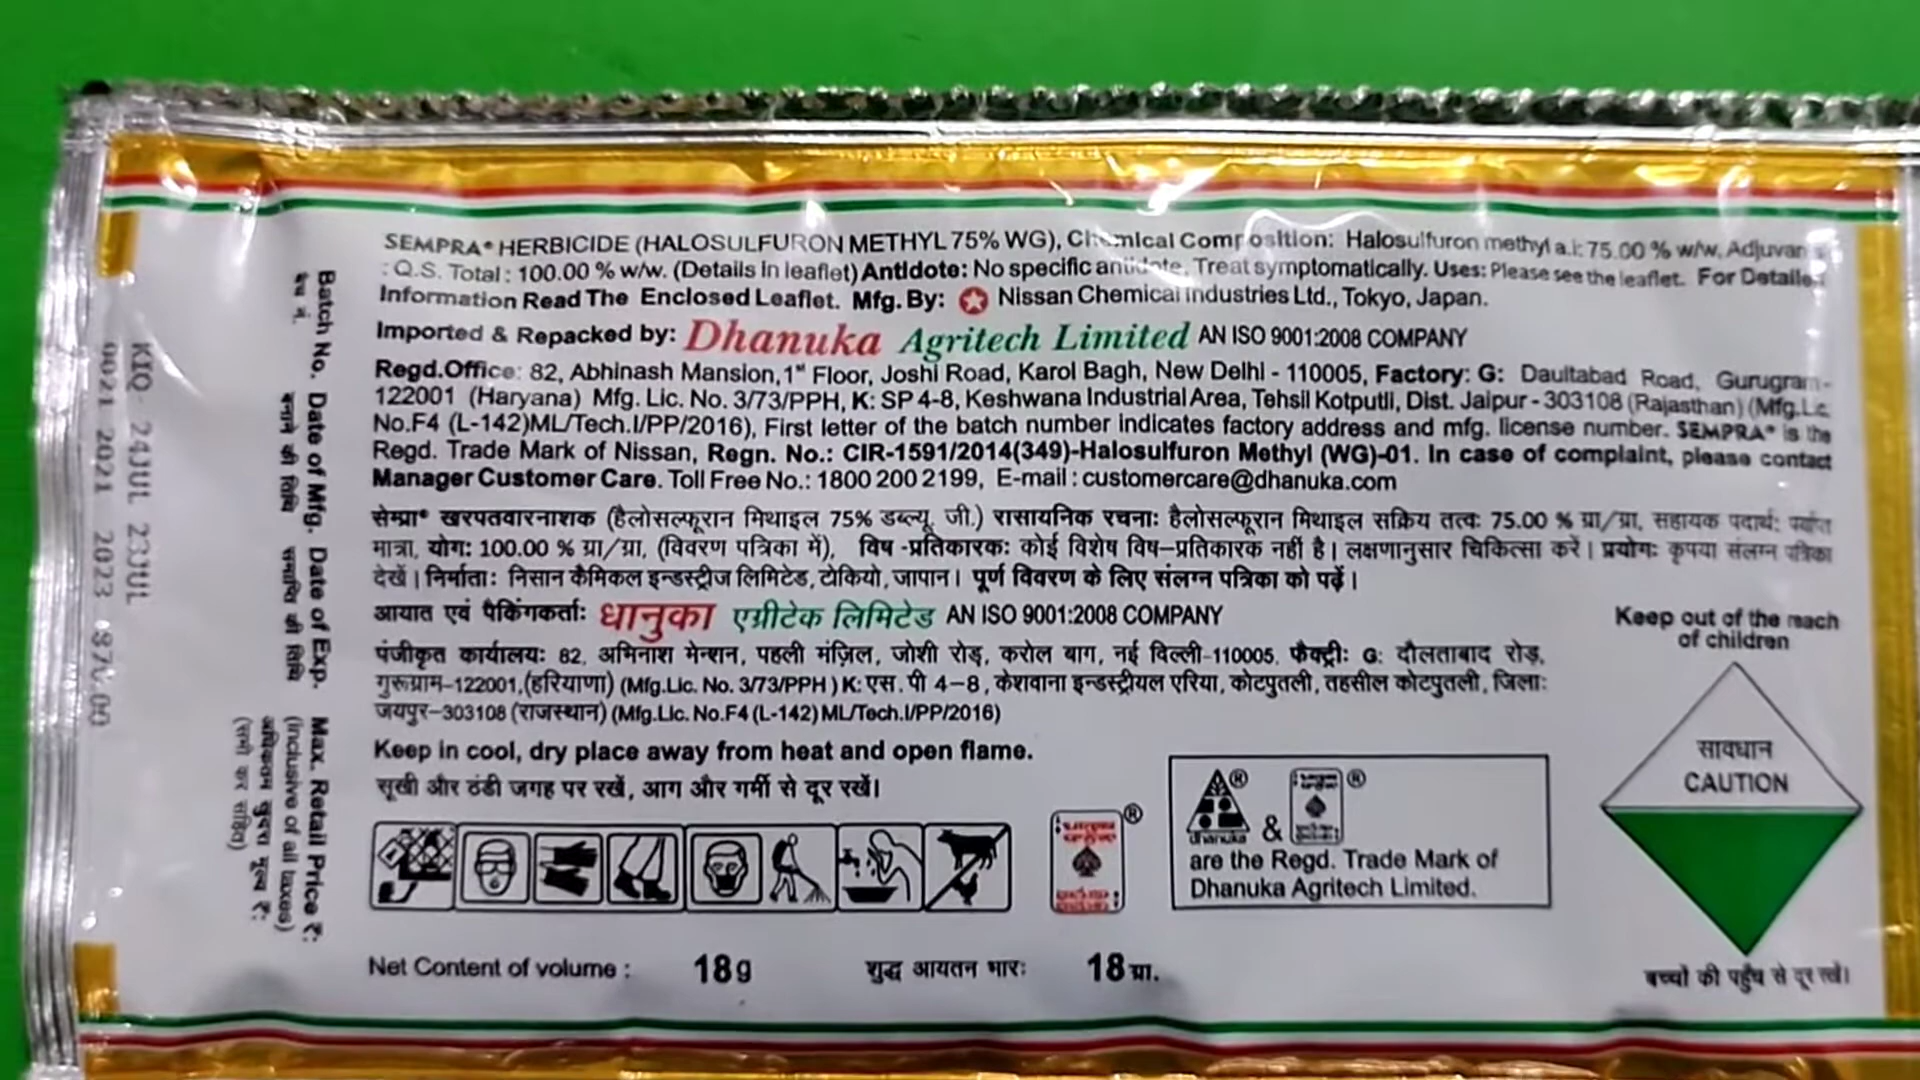 SEMPRA® HERBICIDE (HALOSULFURON METHYL 75% WG), Chemical Composition: Halosulfuron methyl a.i: 75.00 % w/w, Adjuvan
: Q.S. Total : 100.00 % w/w. (Details in leaflet) Antidote: No specific antidote. Treat symptomatically. Uses: Please see the leaflet. For Detailed
Information Read The Enclosed Leaflet. Mfg. By: Nissan Chemical Industries Ltd., Tokyo, Japan.
Imported & Repacked by: Dhanuka Agritech Limited AN ISO 9001:2008 COMPANY
Regd.Office: 82, Abhinash Mansion, 1st Floor, Joshi Road, Karol Bagh, New Delhi - 110005, Factory: G: Daultabad Road, Gurugram-
122001 (Haryana) Mfg. Lic. No. 3/73/PPH, K: SP 4-8, Keshwana Industrial Area, Tehsil Kotputli, Dist. Jaipur - 303108 (Rajasthan) (Mfg.Lic.
No.F4 (L-142)ML/Tech.I/PP/2016), First letter of the batch number indicates factory address and mfg. license number. SEMPRA® is the
Regd. Trade Mark of Nissan, Regn. No.: CIR-1591/2014(349)-Halosulfuron Methyl (WG)-01. In case of complaint, please contact
Manager Customer Care. Toll Free No.: 1800 200 2199, E-mail : customercare@dhanuka.com
सेम्प्रा® खरपतवारनाशक (हैलोसल्फूरान मिथाइल 75% डब्ल्यू. जी.) रासायनिक रचनाः हैलोसल्फूरान मिथाइल सक्रिय तत्वः 75.00 % ग्रा/ग्रा, सहायक पदार्थः पर्याप्त
मात्रा, योगः 100.00 % ग्रा/ग्रा, (विवरण पत्रिका में), विष -प्रतिकारकः कोई विशेष विष–प्रतिकारक नहीं है। लक्षणानुसार चिकित्सा करें। प्रयोगः कृपया संलग्न पत्रिका
देखें। निर्माताः निसान कैमिकल इन्डस्ट्रीज लिमिटेड, टोकियो, जापान। पूर्ण विवरण के लिए संलग्न पत्रिका को पढ़ें।
आयात एवं पैकिंगकर्ताः धानुका एग्रीटेक लिमिटेड AN ISO 9001:2008 COMPANY
पंजीकृत कार्यालयः 82, अभिनाश मेन्शन, पहली मंज़िल, जोशी रोड़, करोल बाग, नई दिल्ली-110005, फैक्ट्रीः G: दौलताबाद रोड़,
गुरूग्राम–122001,(हरियाणा) (Mfg.Lic. No. 3/73/PPH ) K: एस. पी 4–8, केशवाना इन्डस्ट्रीयल एरिया, कोटपुतली, तहसील कोटपुतली, जिलाः
जयपुर–303108 (राजस्थान) (Mfg.Lic. No.F4 (L-142) ML/Tech.I/PP/2016)
Keep in cool, dry place away from heat and open flame.
सूखी और ठंडी जगह पर रखें, आग और गर्मी से दूर रखें।
Net Content of volume : 18g शुद्ध आयतन भारः 18 ग्रा.
®
® & ®
dhanuka
are the Regd. Trade Mark of
Dhanuka Agritech Limited.
Keep out of the reach
of children
सावधान
CAUTION
बच्चों की पहुँच से दूर रखें।
Batch No. Date of Mfg. Date of Exp. Max. Retail Price ₹:
बैच नं. बनाने की तिथि समाप्ति की तिथि (inclusive of all taxes)
अधिकतम खुदरा मूल्य ₹:
(सभी कर सहित)
KIQ 24JUL 23JUL
0021 2021 2023